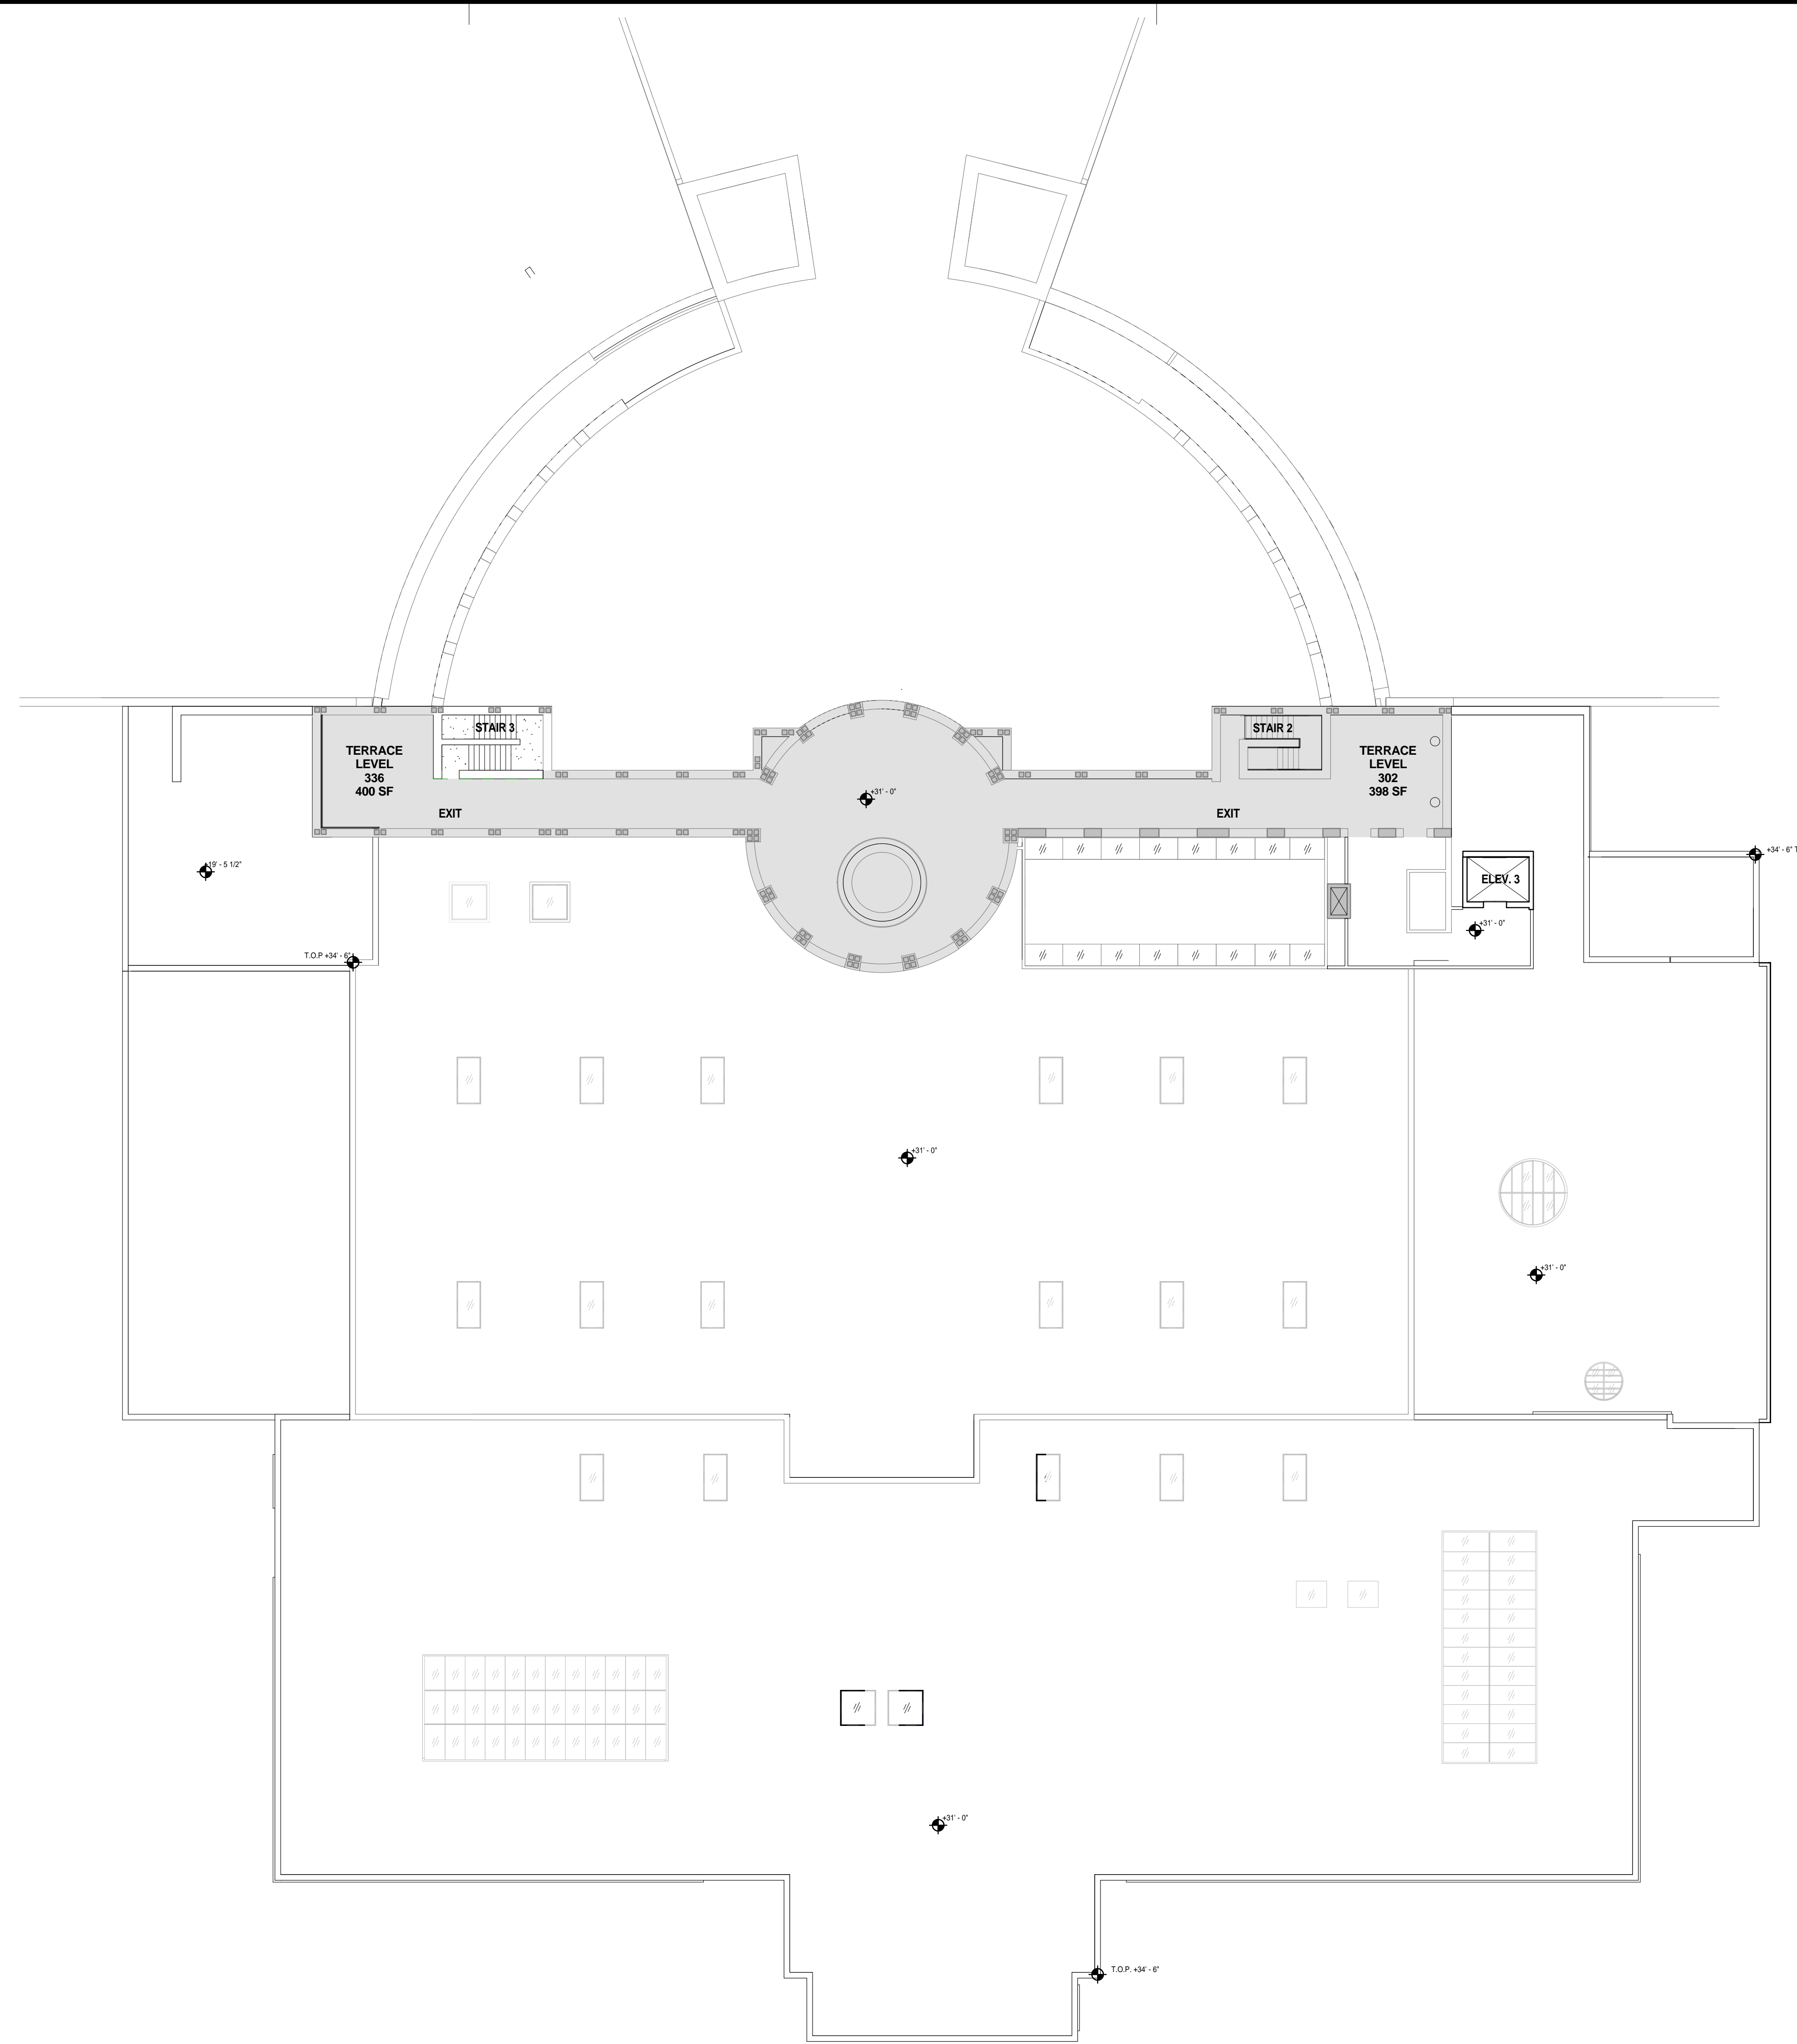 STAIR 3
STAIR 2
TERRACE
LEVEL
336
400 SF
TERRACE
LEVEL
302
398 SF
+31' - 0"
EXIT
EXIT
+34' - 6" T
+19' - 5 1/2"
ELEV. 3
+31' - 0"
T.O.P +34' - 6"
+31' - 0"
+31' - 0"
+31' - 0"
T.O.P. +34' - 6"